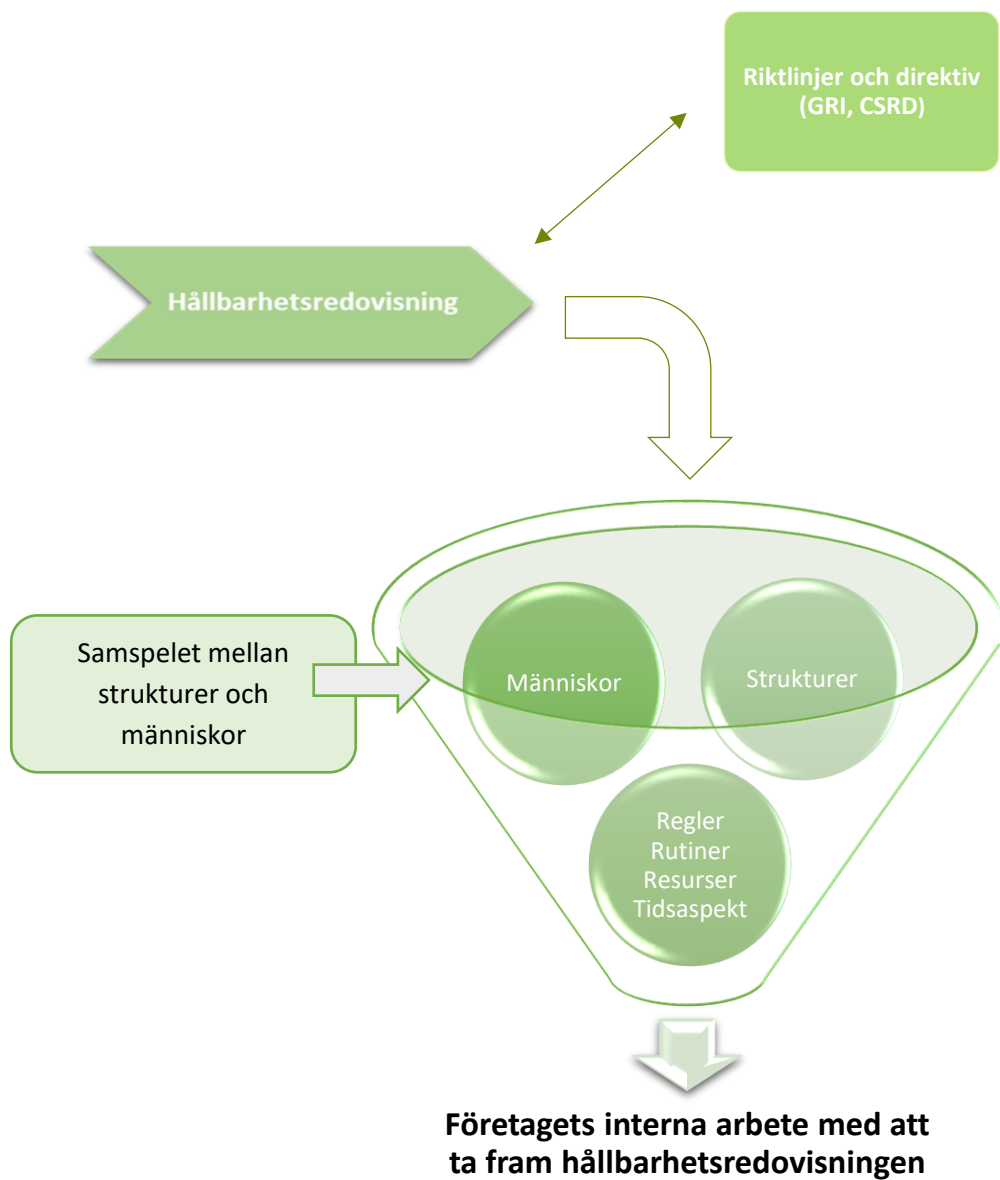 Riktlinjer och direktiv
(GRI, CSRD)
Hållbarhetsredovisning
Samspelet mellan
strukturer och
människor
Människor
Strukturer
Regler
Rutiner
Resurser
Tidsaspekt
Företagets interna arbete med att
ta fram hållbarhetsredovisningen